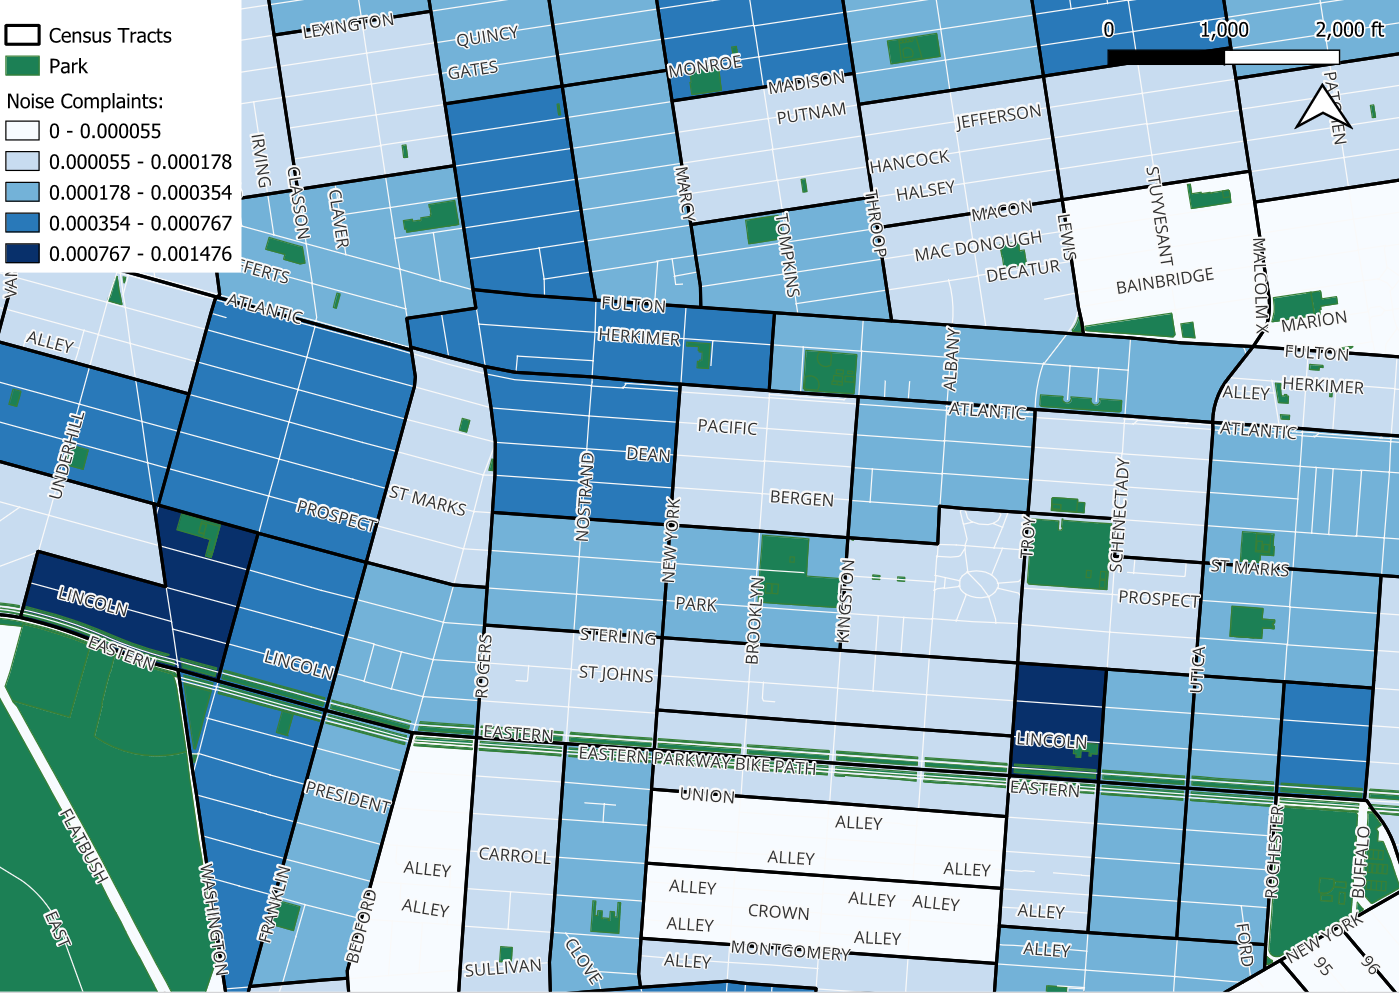 Census Tracts
Park
Noise Complaints:
0 - 0.000055
0.000055 - 0.000178
0.000178 - 0.000354
0.000354 - 0.000767
0.000767 - 0.001476
0 1,000 2,000 ft
LEXINGTON
QUINCY
GATES
MONROE
MADISON
PUTNAM
JEFFERSON
HANCOCK
HALSEY
MACON
MAC DONOUGH
DECATUR
BAINBRIDGE
MARION
FULTON
HERKIMER
ALLEY
ATLANTIC
IRVING
CLASSON
CLAVER
MARCY
TOMPKINS
THROOP
LEWIS
STUYVESANT
MALCOLM X
FFERTS
ATLANTIC
ALLEY
FULTON
HERKIMER
ALBANY
ATLANTIC
PACIFIC
DEAN
BERGEN
UNDERHILL
PROSPECT
ST MARKS
NOSTRAND
NEW YORK
BROOKLYN
KINGSTON
TROY
SCHENECTADY
ST MARKS
PROSPECT
UTICA
PARK
STERLING
ST JOHNS
ROGERS
LINCOLN
EASTERN
LINCOLN
EASTERN
EASTERN PARKWAY BIKE PATH
LINCOLN
EASTERN
UNION
PRESIDENT
ALLEY
ALLEY
ALLEY
ALLEY
ALLEY
ALLEY
CARROLL
ALLEY
ALLEY
ALLEY
CROWN
ALLEY
ALLEY
ALLEY
MONTGOMERY
ALLEY
ALLEY
SULLIVAN
CLOVE
FLATBUSH
EAST
WASHINGTON
FRANKLIN
BEDFORD
ROCHESTER
BUFFALO
FORD
NEW YORK
95
96